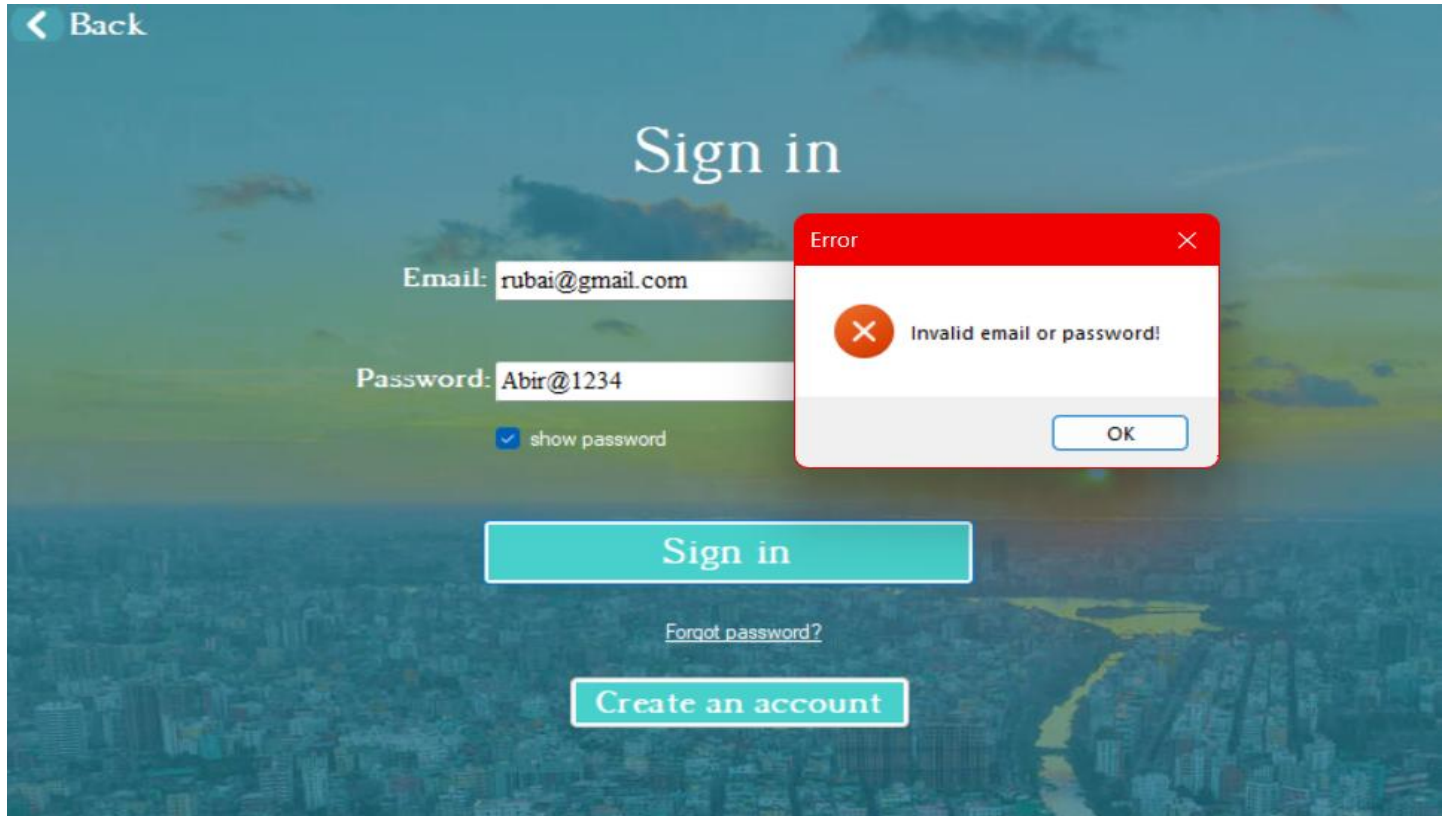 Back
Sign in
Error
Email: rubai@gmail.com
Invalid email or password!
Password: Abir@1234
show password
OK
Sign in
Forgot password?
Create an account